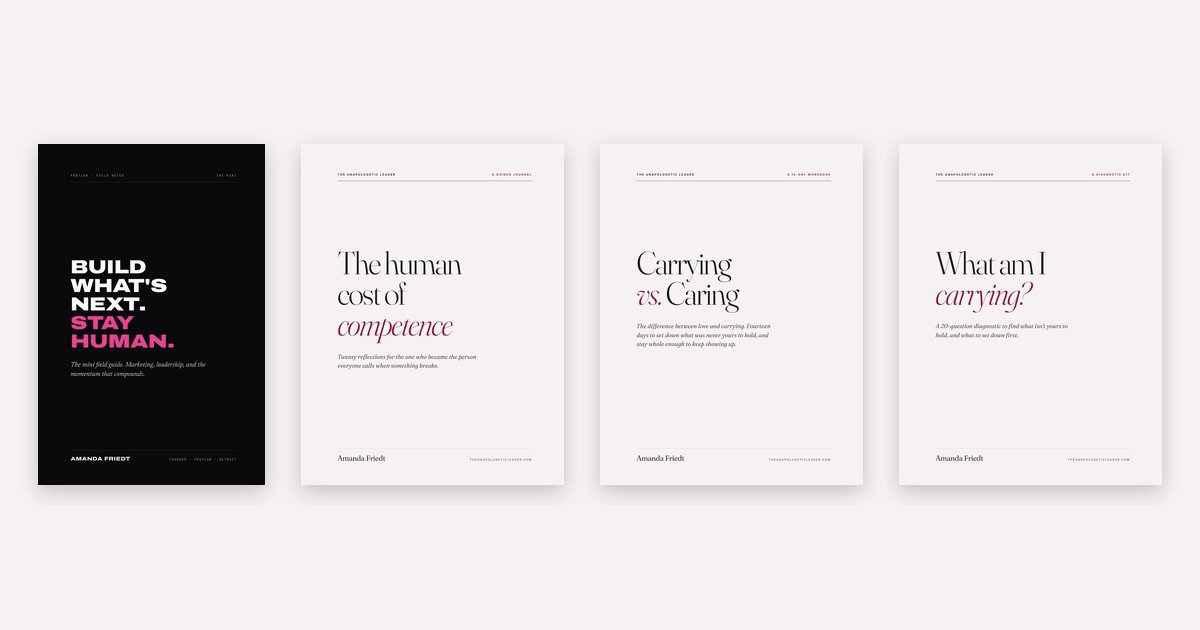 FRQTLAB — FIELD NOTES
THE MINI
BUILD
WHAT'S
NEXT.
STAY
HUMAN.
The mini field guide. Marketing, leadership, and the
momentum that compounds.
AMANDA FRIEDT
FOUNDER · FRQTLAB · DETROIT
THE UNAPOLOGETIC LEADER
A GUIDED JOURNAL
The human
cost of
competence
Twenty reflections for the one who became the person
everyone calls when something breaks.
Amanda Friedt
THEUNAPOLOGETICLEADER.COM
THE UNAPOLOGETIC LEADER
A 14-DAY WORKBOOK
Carrying
vs. Caring
The difference between love and carrying. Fourteen
days to set down what was never yours to hold, and
stay whole enough to keep showing up.
Amanda Friedt
THEUNAPOLOGETICLEADER.COM
THE UNAPOLOGETIC LEADER
A DIAGNOSTIC KIT
What am I
carrying?
A 20-question diagnostic to find what isn't yours to
hold, and what to set down first.
Amanda Friedt
THEUNAPOLOGETICLEADER.COM